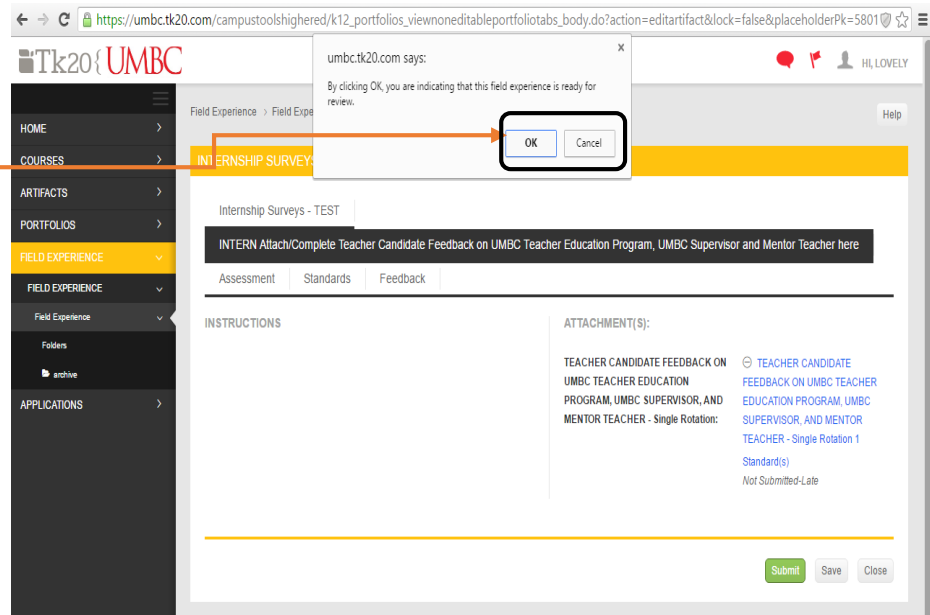 https://umbc.tk20.com/campustoolshighered/k12_portfolios_viewnoneditableportfoliotabs_body.do?action=editartifact&lock=false&placeholderPk=5801
Tk20{UMBC
HI, LOVELY
umbc.tk20.com says:
x
By clicking OK, you are indicating that this field experience is ready for
review.
OK
Cancel
Field Experience > Field Expe
Help
HOME
COURSES
ARTIFACTS
PORTFOLIOS
FIELD EXPERIENCE
FIELD EXPERIENCE
Field Experience
Folders
archive
APPLICATIONS
INTERNSHIP SURVEYS
Internship Surveys - TEST
INTERN Attach/Complete Teacher Candidate Feedback on UMBC Teacher Education Program, UMBC Supervisor and Mentor Teacher here
Assessment
Standards
Feedback
INSTRUCTIONS
ATTACHMENT(S):
TEACHER CANDIDATE FEEDBACK ON
UMBC TEACHER EDUCATION
PROGRAM, UMBC SUPERVISOR, AND
MENTOR TEACHER - Single Rotation:
TEACHER CANDIDATE
FEEDBACK ON UMBC TEACHER
EDUCATION PROGRAM, UMBC
SUPERVISOR, AND MENTOR
TEACHER - Single Rotation 1
Standard(s)
Not Submitted-Late
Submit
Save
Close